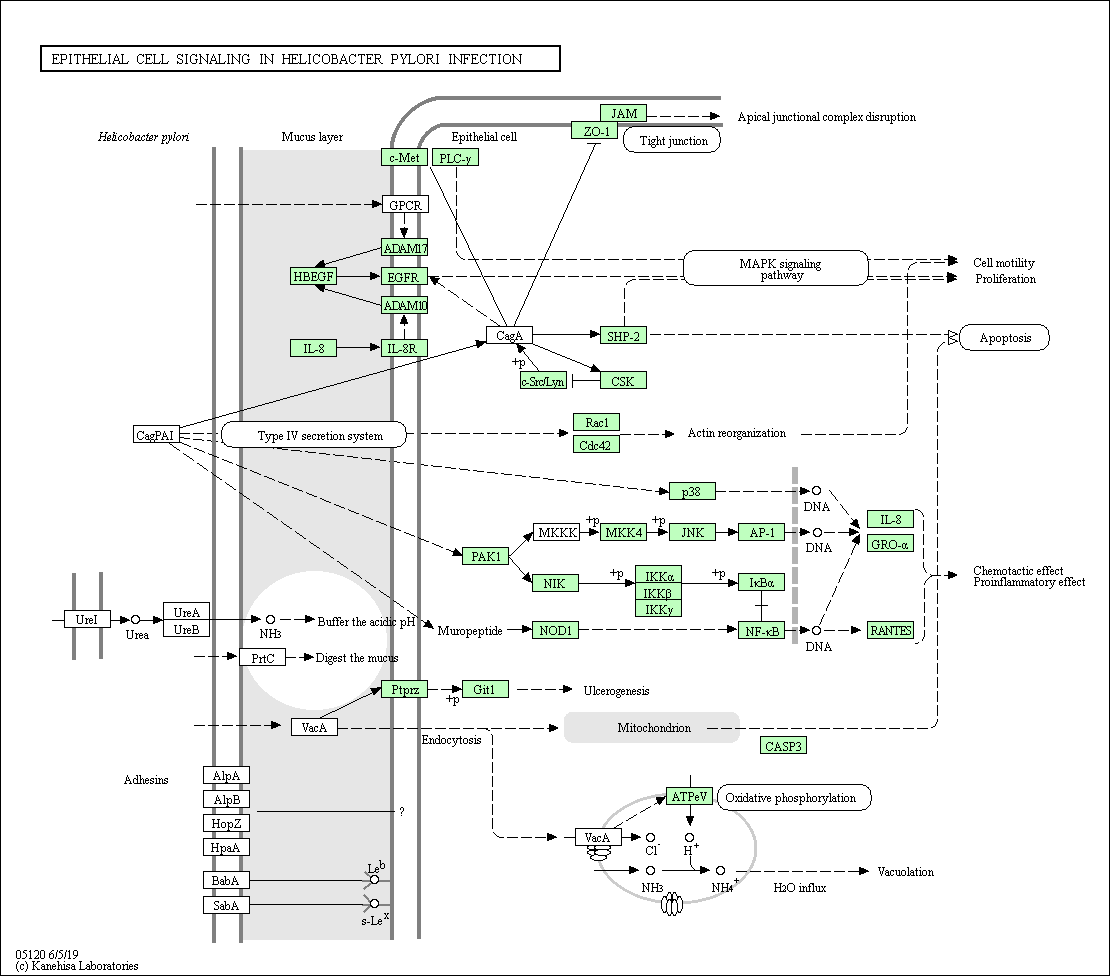 EPITHELIAL CELL SIGNALING IN HELICOBACTER PYLORI INFECTION
JAM
Apical junctional complex disruption
ZO-1
Helicobacter pylori
Mucus layer
Epithelial cell
Tight junction
c-Met
PLC-γ
GPCR
ADAM17
MAPK signaling
pathway
Cell motility
HBEGF
EGFR
Proliferation
ADAM10
CagA
SHP-2
Apoptosis
IL-8
IL-8R
+p
c-Src/Lyn
CSK
Rac1
CagPAI
Type IV secretion system
Actin reorganization
Cdc42
p38
DNA
IL-8
+p
+p
MKKK
MKK4
JNK
AP-1
GRO-α
DNA
PAK1
+p
+p
IKKα
Chemotactic effect
Proinflammatory effect
NIK
IκBα
IKKβ
IKKγ
UreI
Urea
UreA
UreB
NH3
Buffer the acidic pH
Muropeptide
NOD1
NF-κB
RANTES
DNA
PrtC
Digest the mucus
Ptprz
+p
Git1
Ulcerogenesis
VacA
Mitochondrion
Endocytosis
CASP3
AlpA
Adhesins
AlpB
ATPeV
Oxidative phosphorylation
?
HopZ
HpaA
VacA
Cl-
H+
Leb
BabA
NH3
NH4+
H2O influx
Vacuolation
SabA
s-Lex
05120 6/5/19
(c) Kanehisa Laboratories